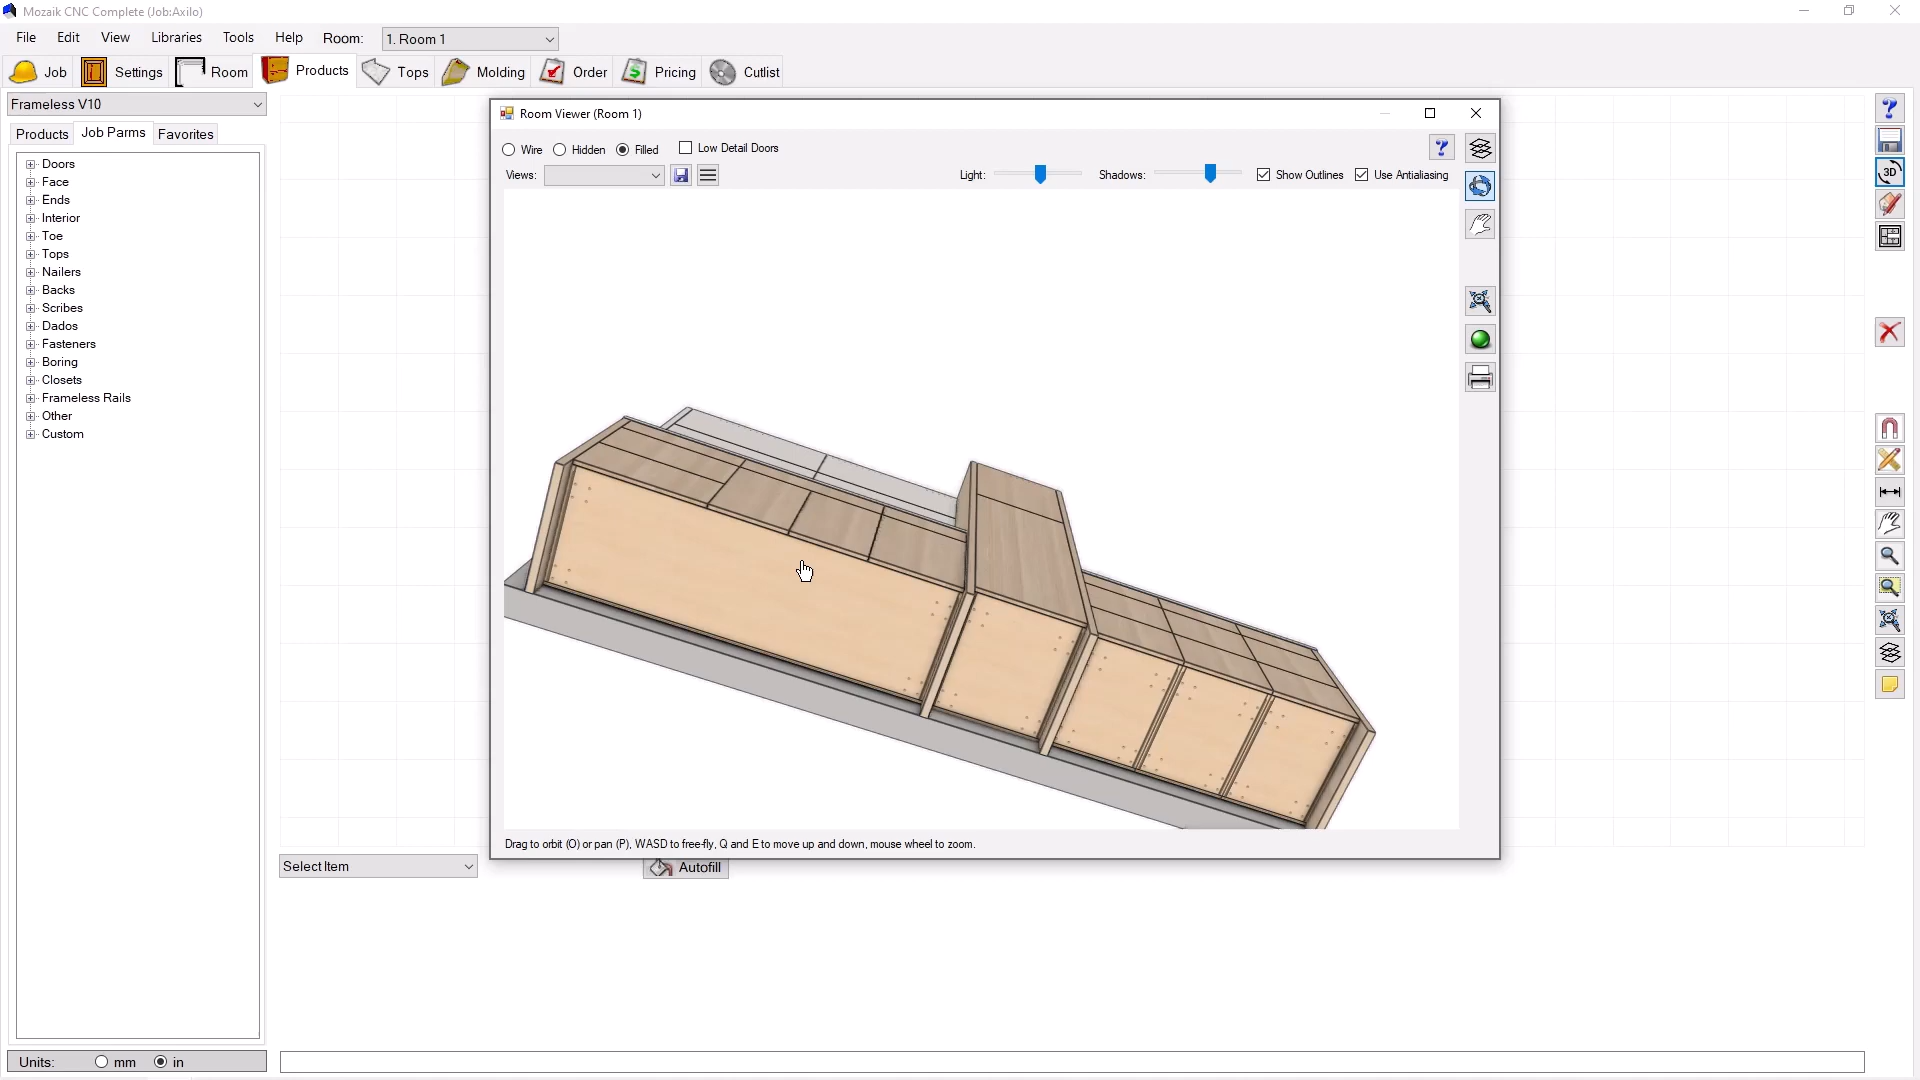 Mozaik CNC Complete (Job:Axilo)
File Edit View Libraries Tools Help Room: 1. Room 1
Job Settings Room Products Tops Molding Order Pricing Cutlist
Frameless V10
Products Job Parms Favorites
Doors
Face
Ends
Interior
Toe
Tops
Nailers
Backs
Scribes
Dados
Fasteners
Boring
Closets
Frameless Rails
Other
Custom
Room Viewer (Room 1)
Wire Hidden Filled Low Detail Doors
Views: Light: Shadows: Show Outlines Use Antialiasing
3D
Drag to orbit (O) or pan (P), WASD to free-fly, Q and E to move up and down, mouse wheel to zoom.
Select Item Autofill
Units: mm in